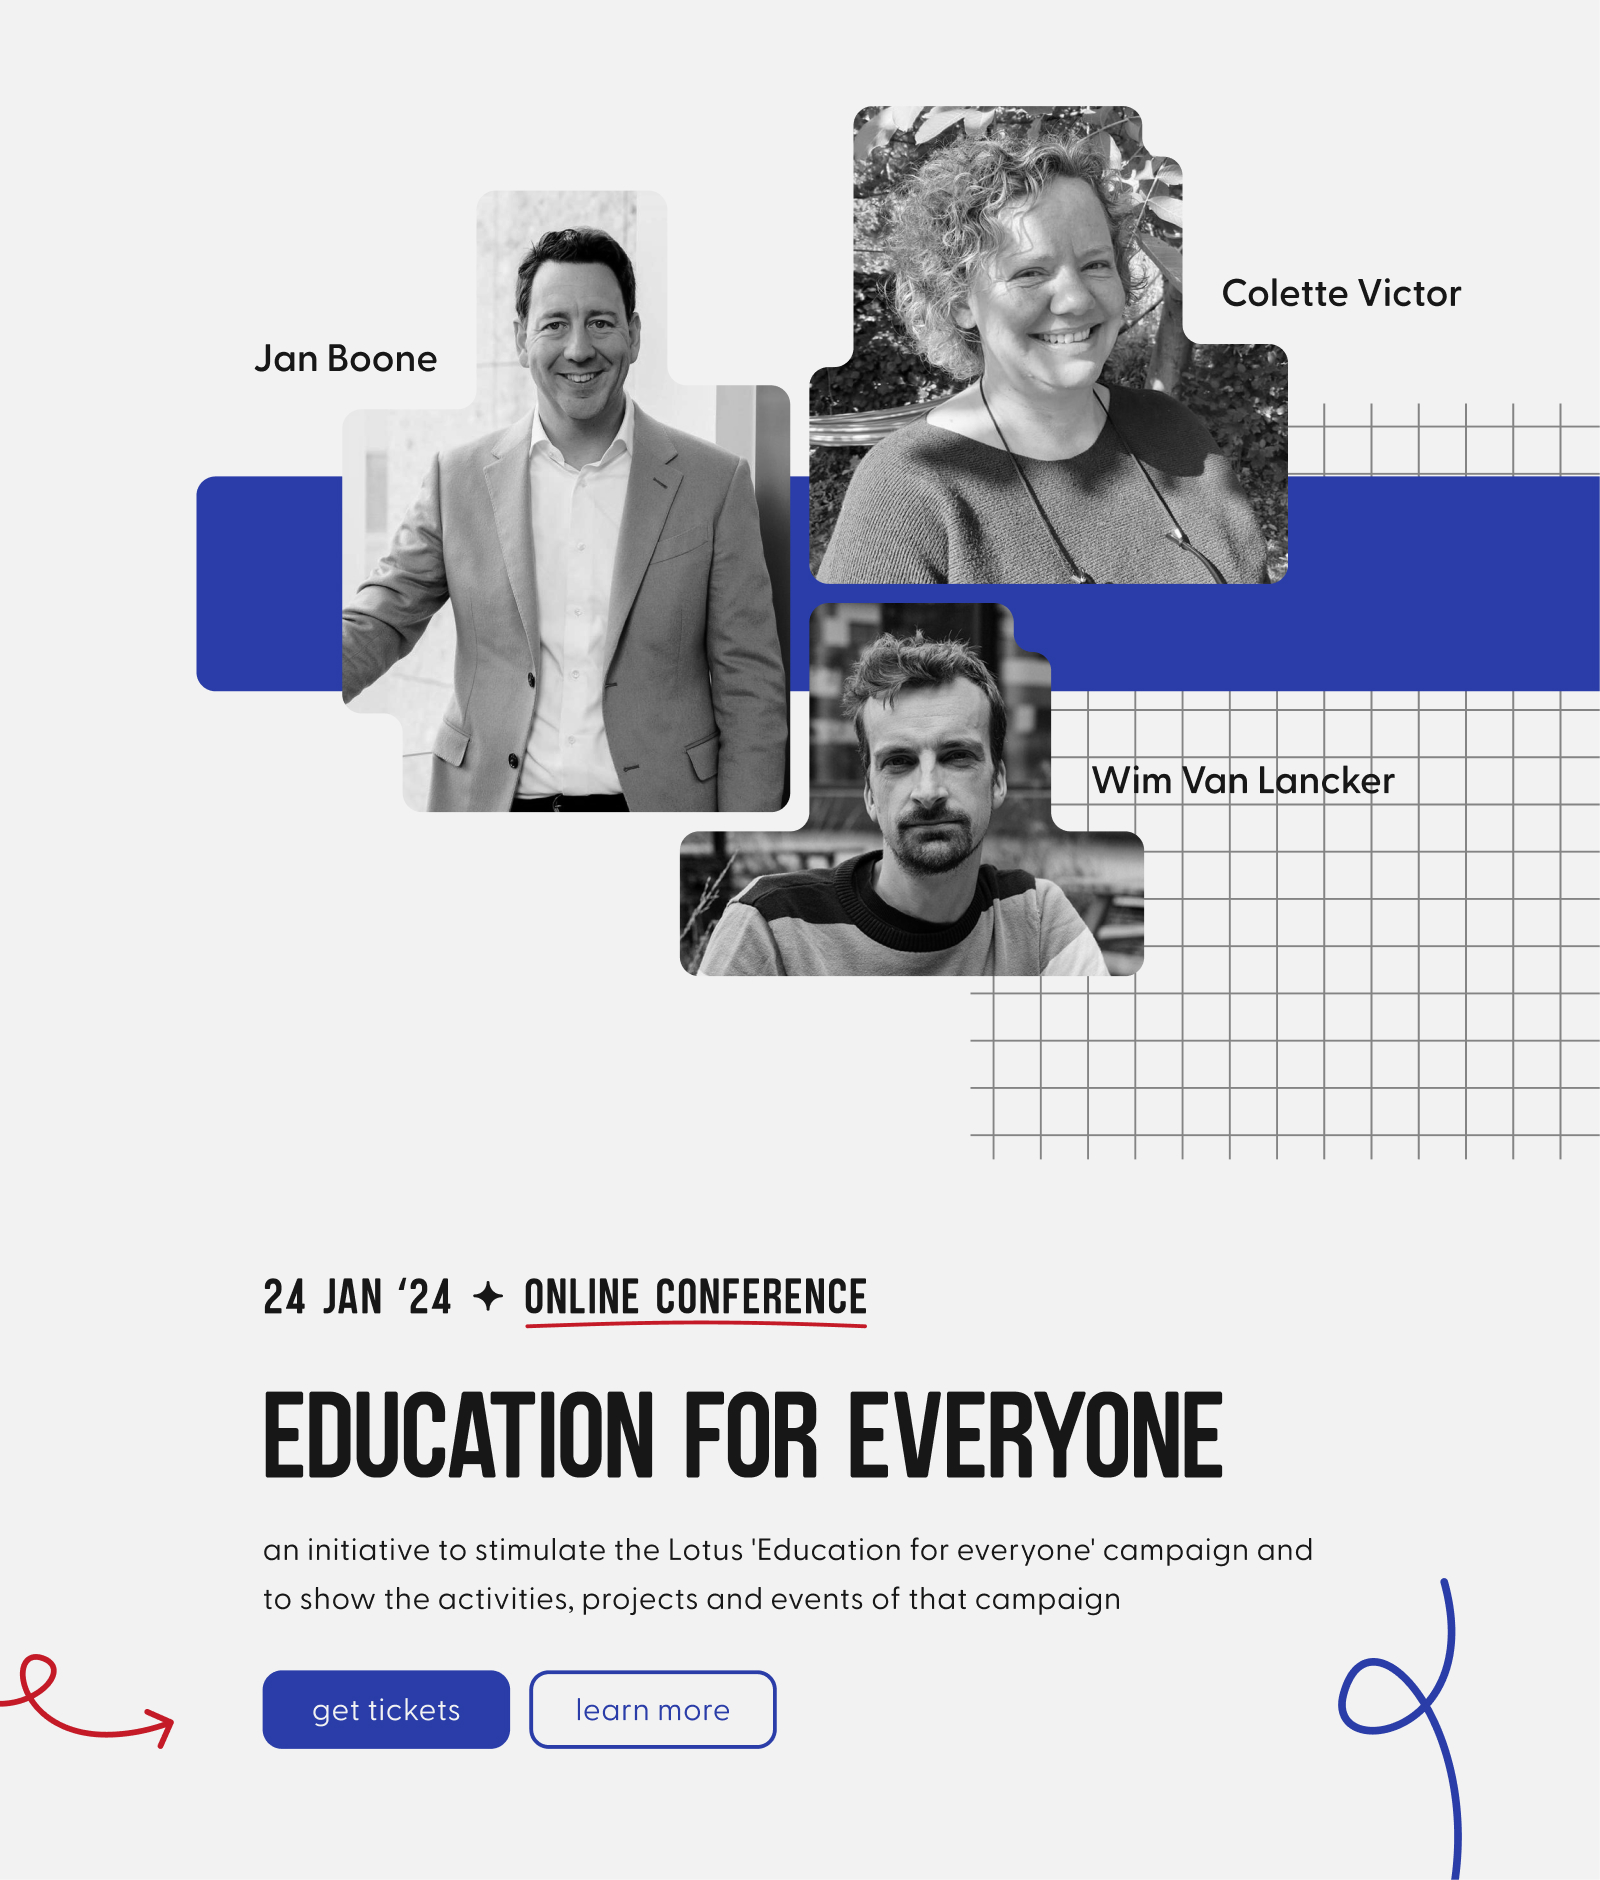 Colette Victor
Jan Boone
Wim Van Lancker
24 JAN ‘24 ✦ ONLINE CONFERENCE
EDUCATION FOR EVERYONE
an initiative to stimulate the Lotus 'Education for everyone' campaign and
to show the activities, projects and events of that campaign
get tickets
learn more